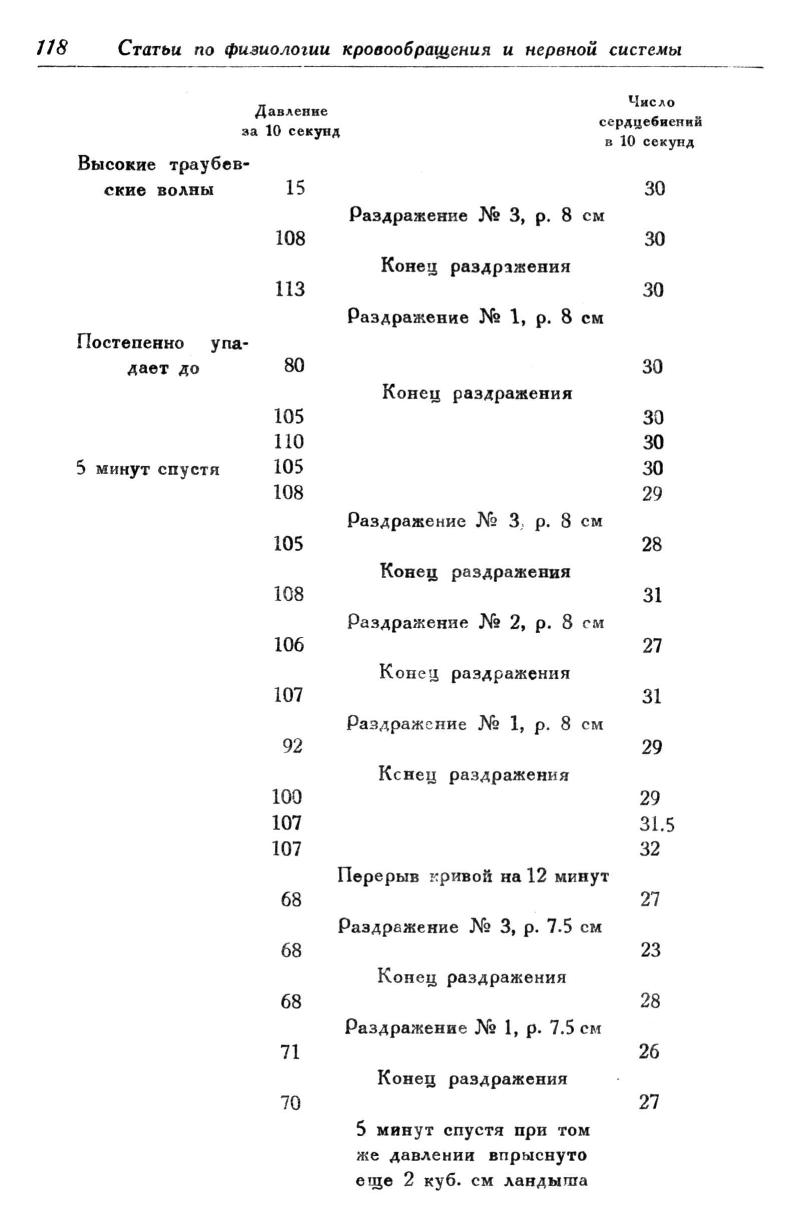 118 Статьи по физиологии кровообращения и нервной системы
Давление за 10 секунд
Число сердцебиений в 10 секунд
Высокие траубев-
ские волны 15 30
Раздражение № 3, р. 8 см
108 30
Конец раздражения
113 30
Раздражение № 1, р. 8 см
Постепенно упа-
дает до 80 30
Конец раздражения
105 30
110 30
5 минут спустя 105 30
108 29
Раздражение № 3, р. 8 см
105 28
Конец раздражения
108 31
Раздражение № 2, р. 8 см
106 27
Конец раздражения
107 31
Раздражение № 1, р. 8 см
92 29
Конец раздражения
100 29
107 31.5
107 32
Перерыв кривой на 12 минут
68 27
Раздражение № 3, р. 7.5 см
68 23
Конец раздражения
68 28
Раздражение № 1, р. 7.5 см
71 26
Конец раздражения
70 27
5 минут спустя при том
же давлении впрыснуто
еще 2 куб. см ландыша